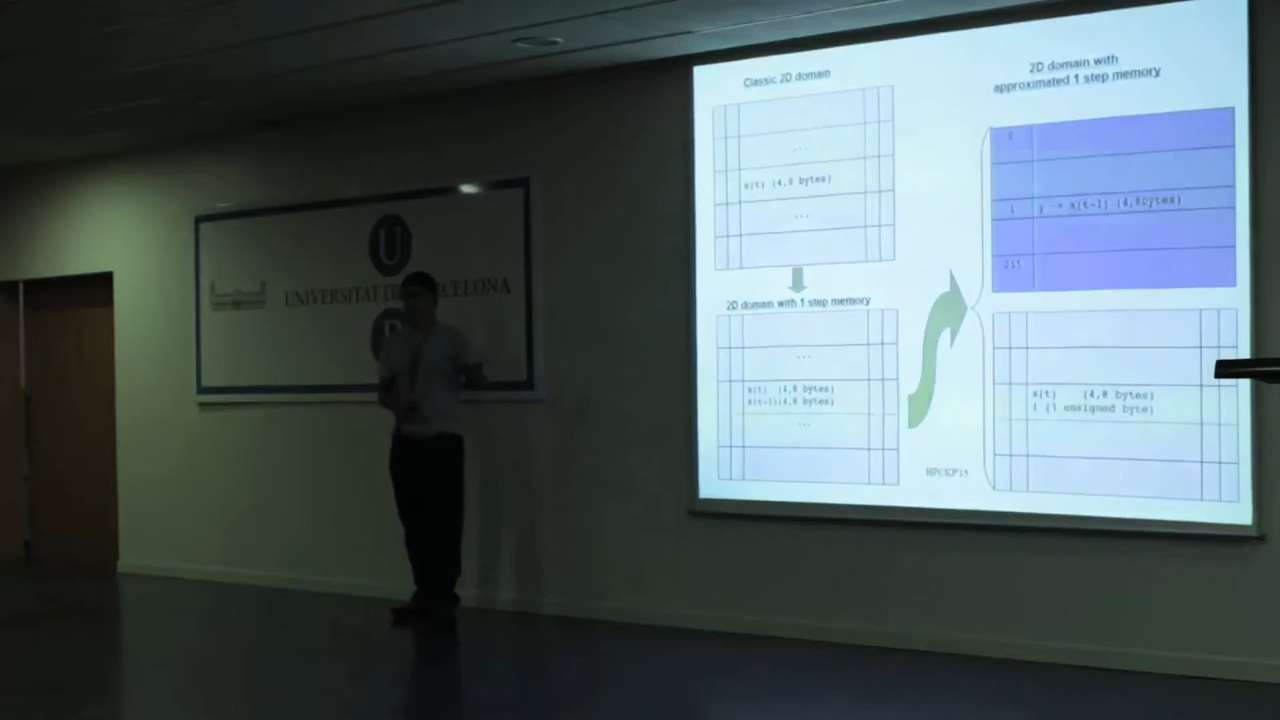 U
UNIVERSITAT D
CELONA
B
Classic 2D domain
...
x(t) (4,8 bytes)
...
2D domain with 1 step memory
...
x(t) (4,8 bytes)
x(t-1)(4,8 bytes)
...
2D domain with
approximated 1 step memory
0
i y -> x(t-1) (4,8bytes)
255
x(t) (4,8 bytes)
i (1 unsigned byte)
HPCKP'15